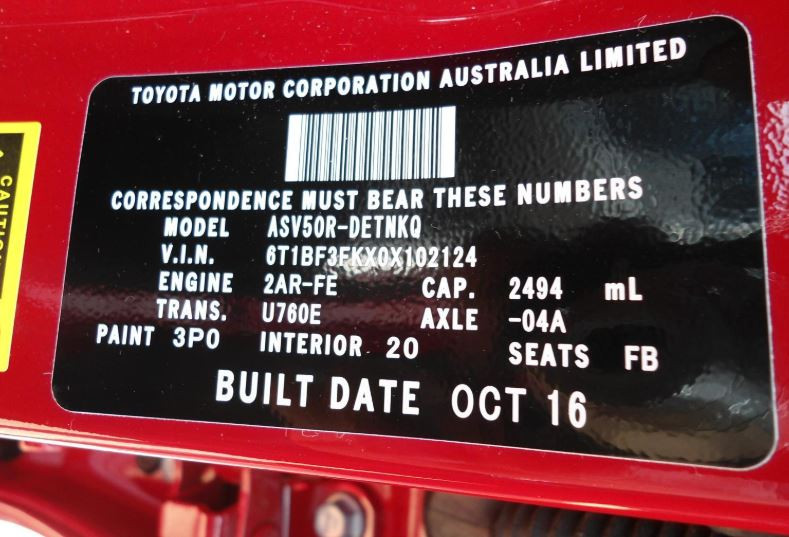 TOYOTA MOTOR CORPORATION AUSTRALIA LIMITED
CORRESPONDENCE MUST BEAR THESE NUMBERS
MODEL ASV50R-DETNKQ
V.I.N. 6T1BF3FKX0X102124
ENGINE 2AR-FE CAP. 2494 mL
TRANS. U760E AXLE -04A
PAINT 3P0 INTERIOR 20 SEATS FB
BUILT DATE OCT 16
CAUTION